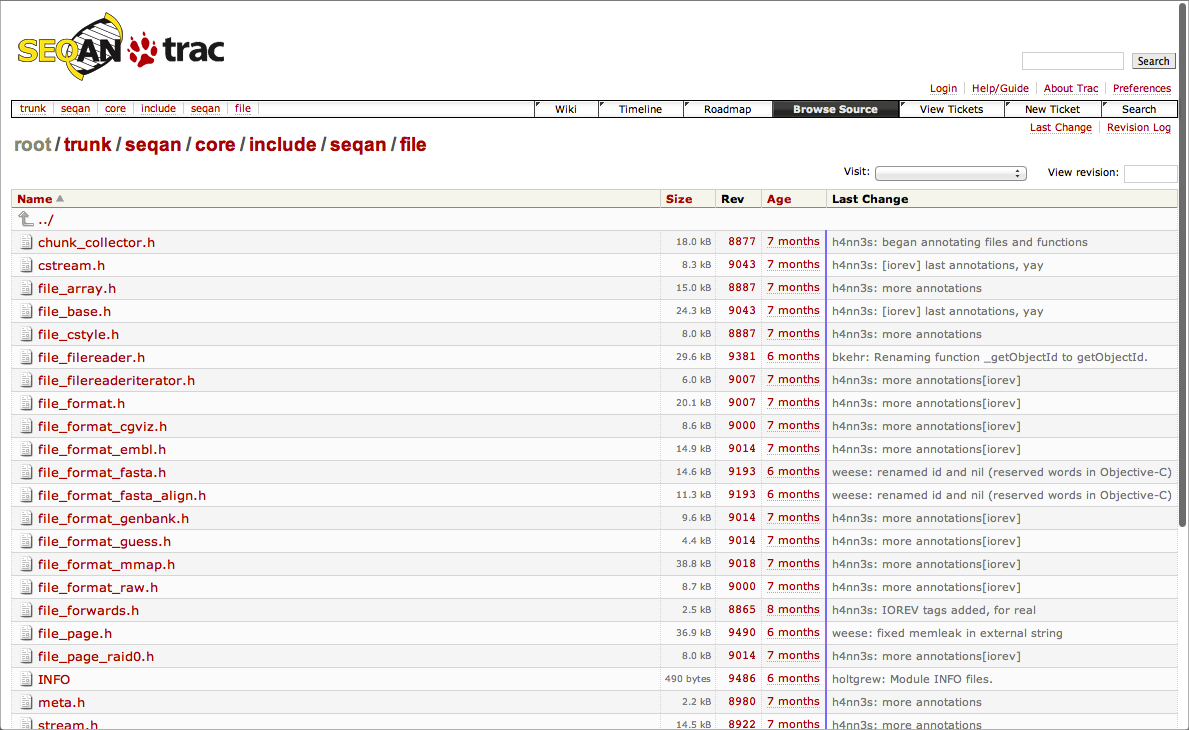 SEQAN trac
Search
Login Help/Guide About Trac Preferences
trunk seqan core include seqan file Wiki Timeline Roadmap Browse Source View Tickets New Ticket Search
Last Change Revision Log
root / trunk / seqan / core / include / seqan / file
Visit: View revision:
Name Size Rev Age Last Change
../
chunk_collector.h 18.0 kB 8877 7 months h4nn3s: began annotating files and functions
cstream.h 8.3 kB 9043 7 months h4nn3s: [iorev] last annotations, yay
file_array.h 15.0 kB 8887 7 months h4nn3s: more annotations
file_base.h 24.3 kB 9043 7 months h4nn3s: [iorev] last annotations, yay
file_cstyle.h 8.0 kB 8887 7 months h4nn3s: more annotations
file_filereader.h 29.6 kB 9381 6 months bkehr: Renaming function _getObjectId to getObjectId.
file_filereaderiterator.h 6.0 kB 9007 7 months h4nn3s: more annotations[iorev]
file_format.h 20.1 kB 9007 7 months h4nn3s: more annotations[iorev]
file_format_cgviz.h 8.6 kB 9000 7 months h4nn3s: more annotations[iorev]
file_format_embl.h 14.9 kB 9014 7 months h4nn3s: more annotations[iorev]
file_format_fasta.h 14.6 kB 9193 6 months weese: renamed id and nil (reserved words in Objective-C)
file_format_fasta_align.h 11.3 kB 9193 6 months weese: renamed id and nil (reserved words in Objective-C)
file_format_genbank.h 9.6 kB 9014 7 months h4nn3s: more annotations[iorev]
file_format_guess.h 4.4 kB 9014 7 months h4nn3s: more annotations[iorev]
file_format_mmap.h 38.8 kB 9018 7 months h4nn3s: more annotations[iorev]
file_format_raw.h 8.7 kB 9000 7 months h4nn3s: more annotations[iorev]
file_forwards.h 2.5 kB 8865 8 months h4nn3s: IOREV tags added, for real
file_page.h 36.9 kB 9490 6 months weese: fixed memleak in external string
file_page_raid0.h 8.0 kB 9014 7 months h4nn3s: more annotations[iorev]
INFO 490 bytes 9486 6 months holtgrew: Module INFO files.
meta.h 2.2 kB 8980 7 months h4nn3s: more annotations
stream.h 14.5 kB 8922 7 months h4nn3s: more annotations